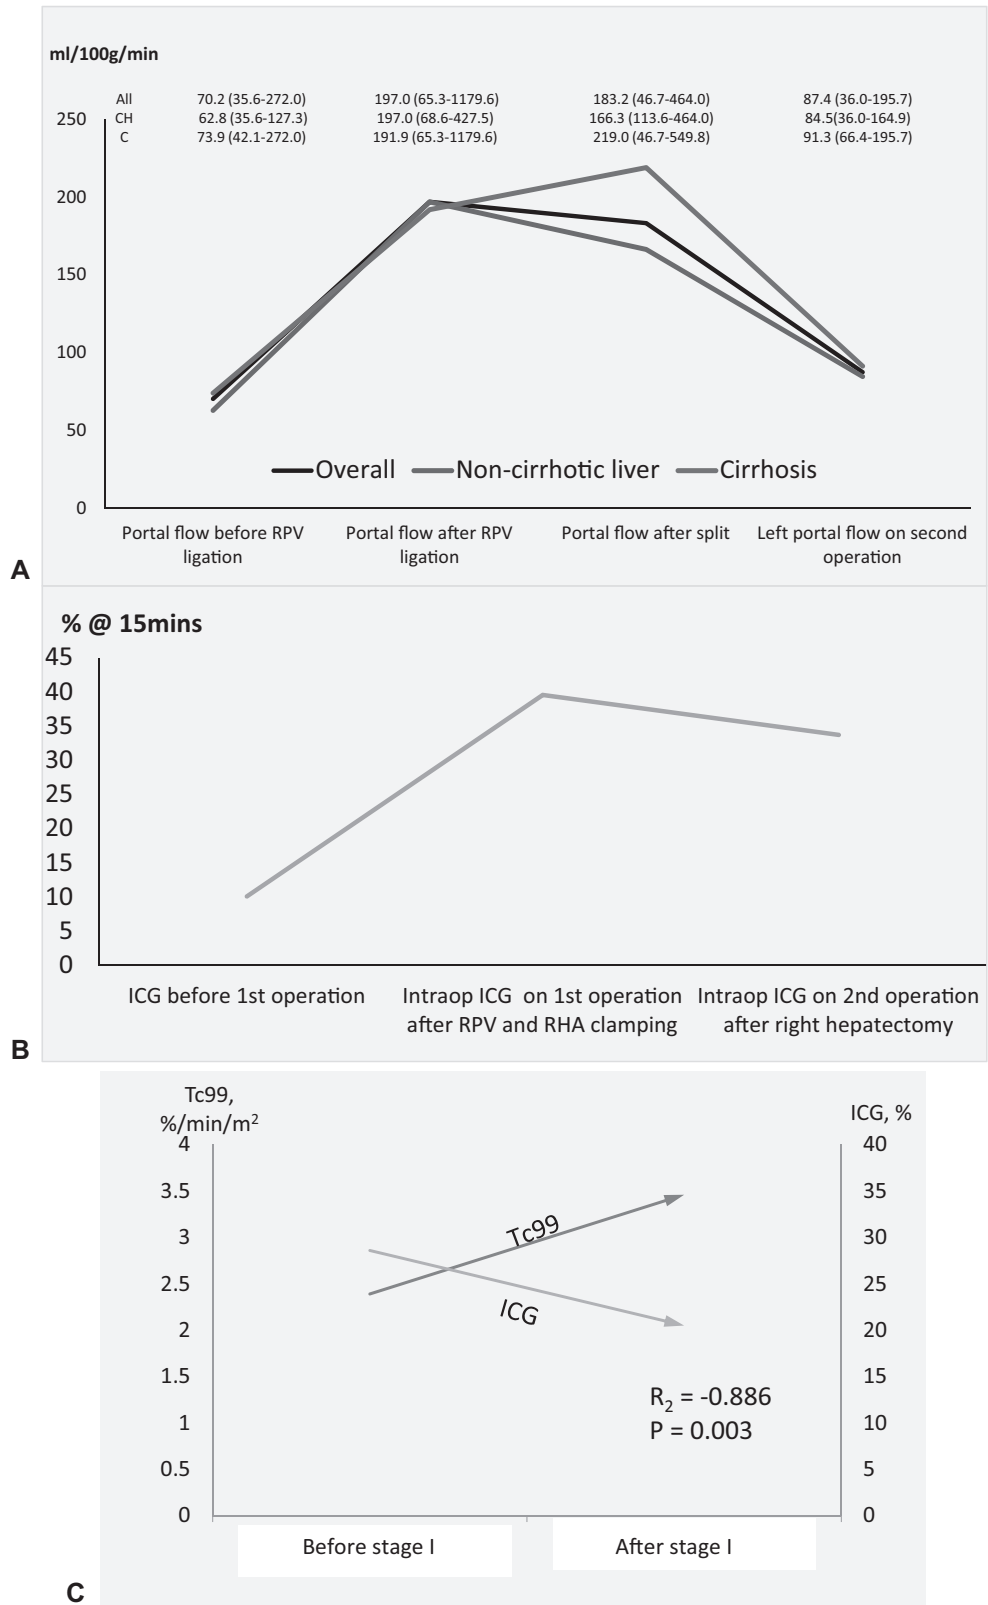 ml/100g/min
All 70.2 (35.6-272.0) 197.0 (65.3-1179.6) 183.2 (46.7-464.0) 87.4 (36.0-195.7)
CH 62.8 (35.6-127.3) 197.0 (68.6-427.5) 166.3 (113.6-464.0) 84.5(36.0-164.9)
C 73.9 (42.1-272.0) 191.9 (65.3-1179.6) 219.0 (46.7-549.8) 91.3 (66.4-195.7)
250
200
150
100
50
0
Overall Non-cirrhotic liver Cirrhosis
Portal flow before RPV ligation
Portal flow after RPV ligation
Portal flow after split
Left portal flow on second operation
A
% @ 15mins
45
40
35
30
25
20
15
10
5
0
ICG before 1st operation
Intraop ICG on 1st operation
after RPV and RHA clamping
Intraop ICG on 2nd operation
after right hepatectomy
B
Tc99,
%/min/m²
4
3.5
3
2.5
2
1.5
1
0.5
0
ICG, %
40
35
30
25
20
15
10
5
0
Tc99
ICG
R₂ = -0.886
P = 0.003
Before stage I
After stage I
C